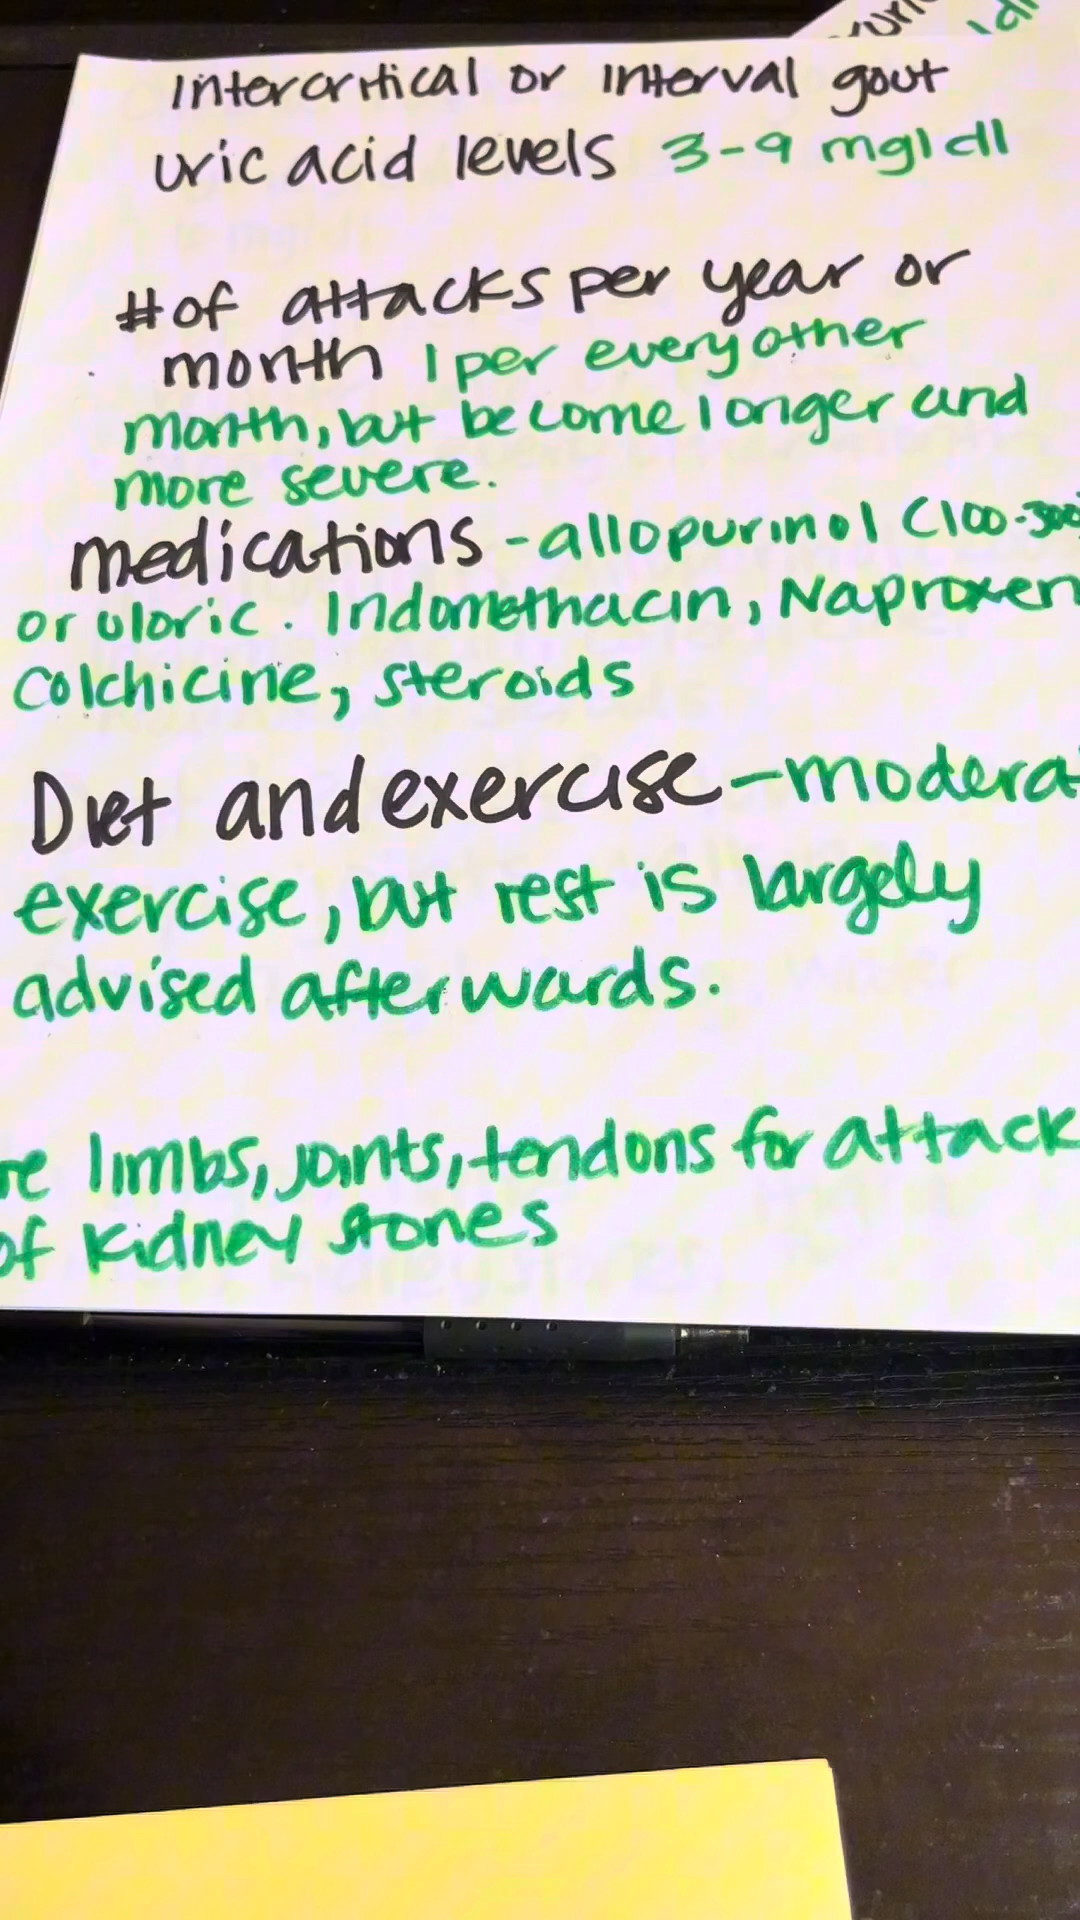 Intercritical or interval gout
uric acid levels 3-9 mg/dl
# of attacks per year or
month 1 per every other
month, but become longer and
more severe.
medications - allopurinol (100-300
or uloric. Indomethacin, Naproxen
Colchicine, steroids
Diet and exercise - modera
exercise, but rest is largely
advised afterwards.
re limbs, joints, tendons for attack
of kidney stones